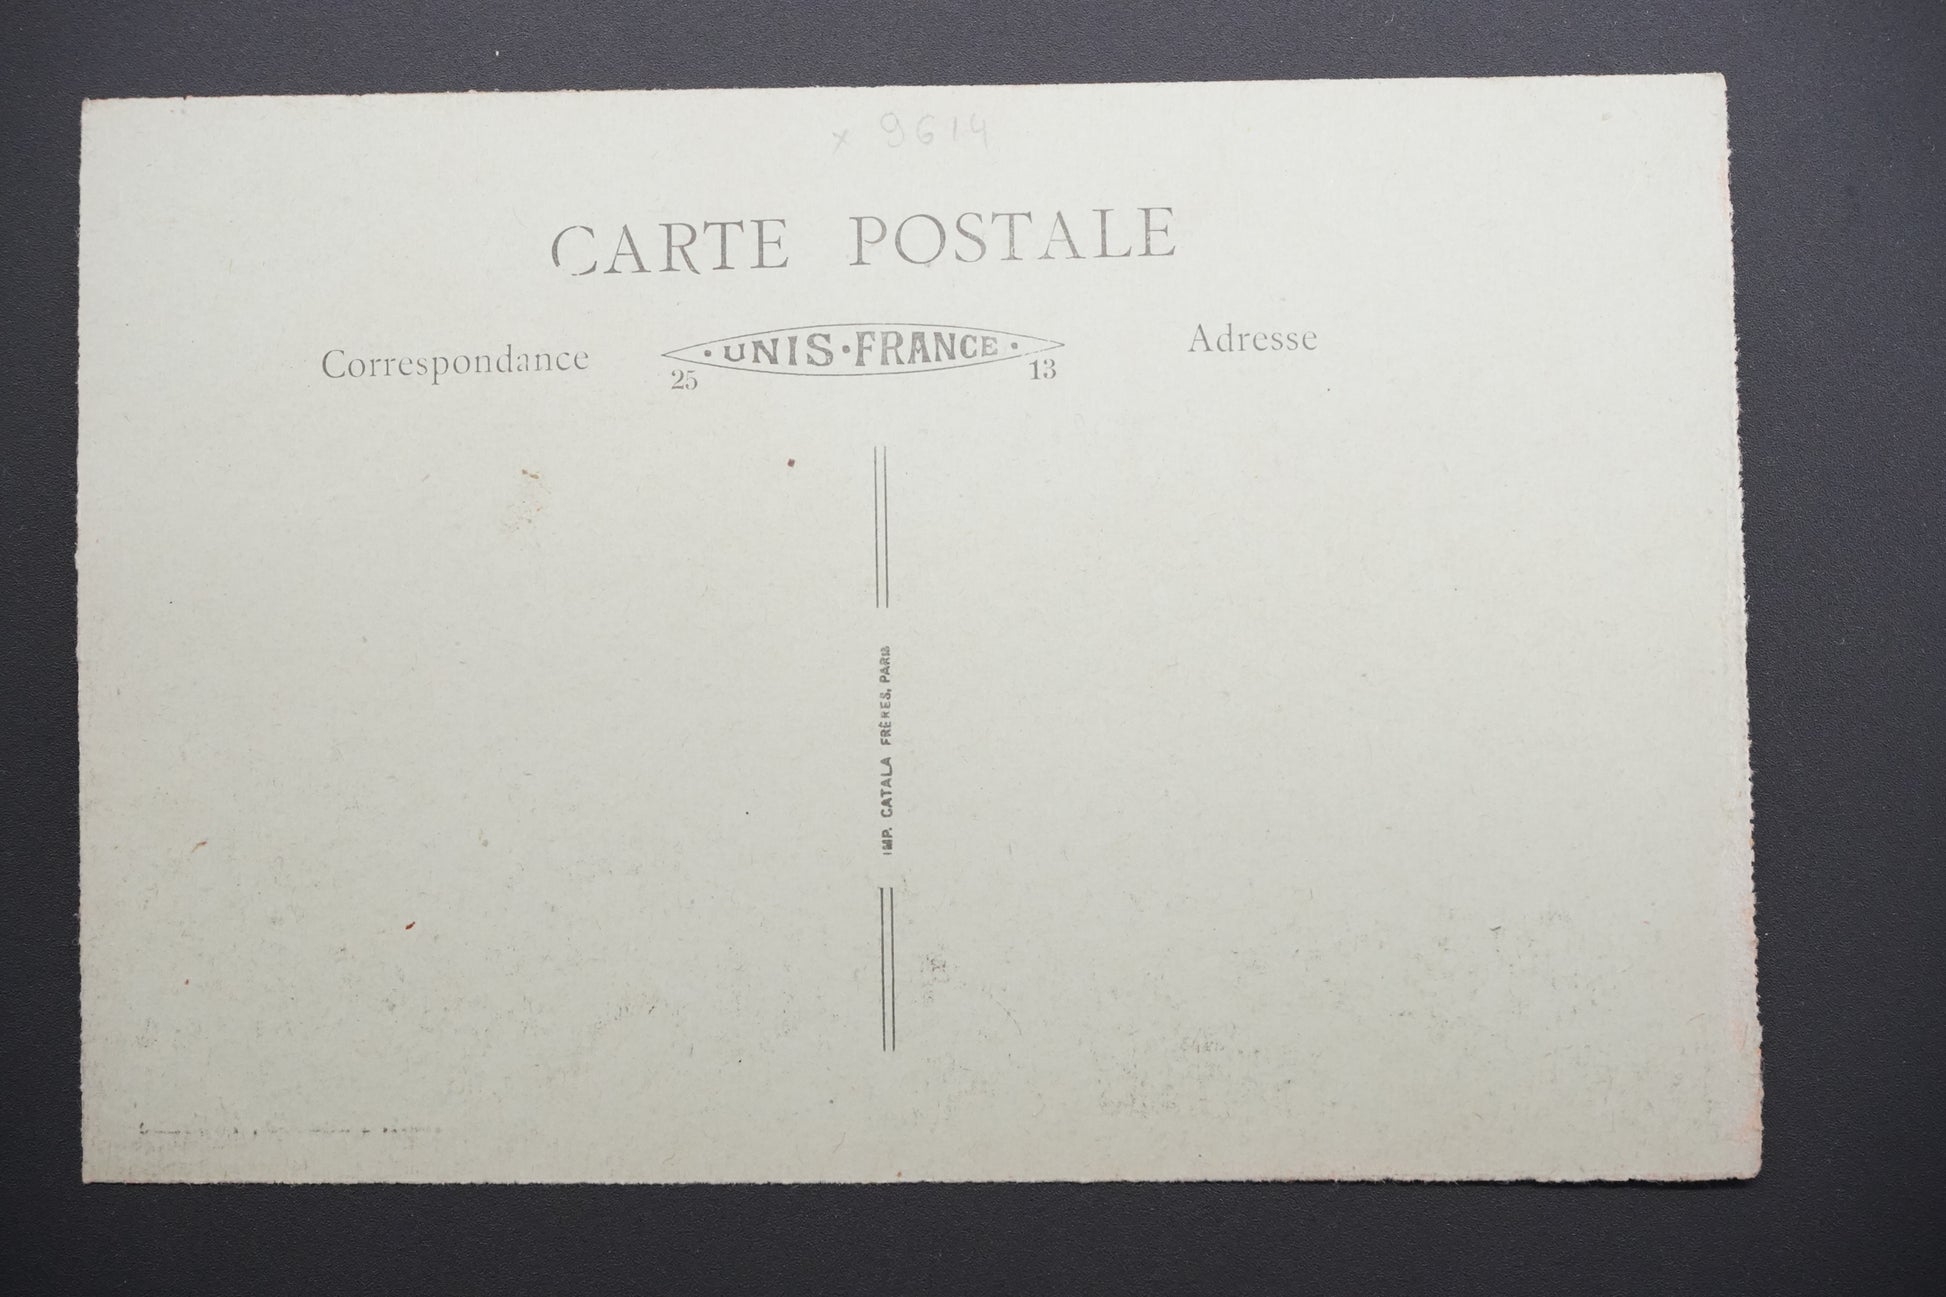 x 9614
CARTE POSTALE
Correspondance
·UNIS·FRANCE·
25 13
Adresse
IMP. CATALA FRÈRES, PARIS